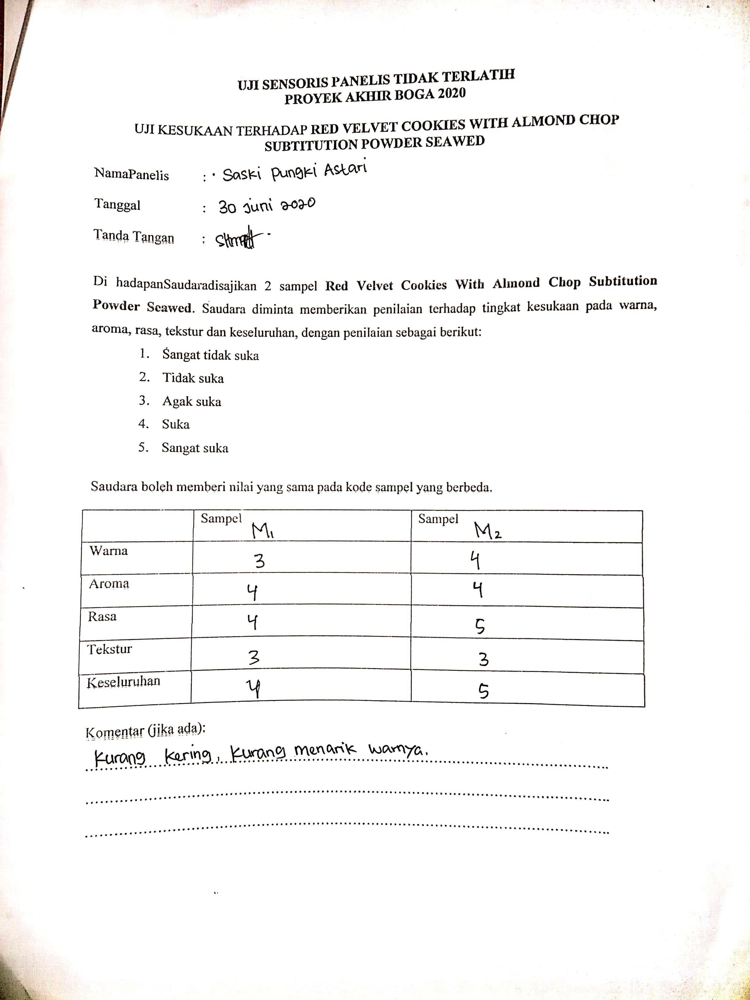 UJI SENSORIS PANELIS TIDAK TERLATIH
PROYEK AKHIR BOGA 2020
UJI KESUKAAN TERHADAP RED VELVET COOKIES WITH ALMOND CHOP
SUBTITUTION POWDER SEAWED
NamaPanelis : Saski Pungki Astari
Tanggal : 30 juni 2020
Tanda Tangan :
Di hadapanSaudaradisajikan 2 sampel Red Velvet Cookies With Almond Chop Subtitution
Powder Seawed. Saudara diminta memberikan penilaian terhadap tingkat kesukaan pada warna,
aroma, rasa, tekstur dan keseluruhan, dengan penilaian sebagai berikut:
1. Sangat tidak suka
2. Tidak suka
3. Agak suka
4. Suka
5. Sangat suka
Saudara boleh memberi nilai yang sama pada kode sampel yang berbeda.
Sampel M1 Sampel M2
Warna 3 4
Aroma 4 4
Rasa 4 5
Tekstur 3 3
Keseluruhan 4 5
Komentar (jika ada):
Kurang kering, kurang menarik warnya.